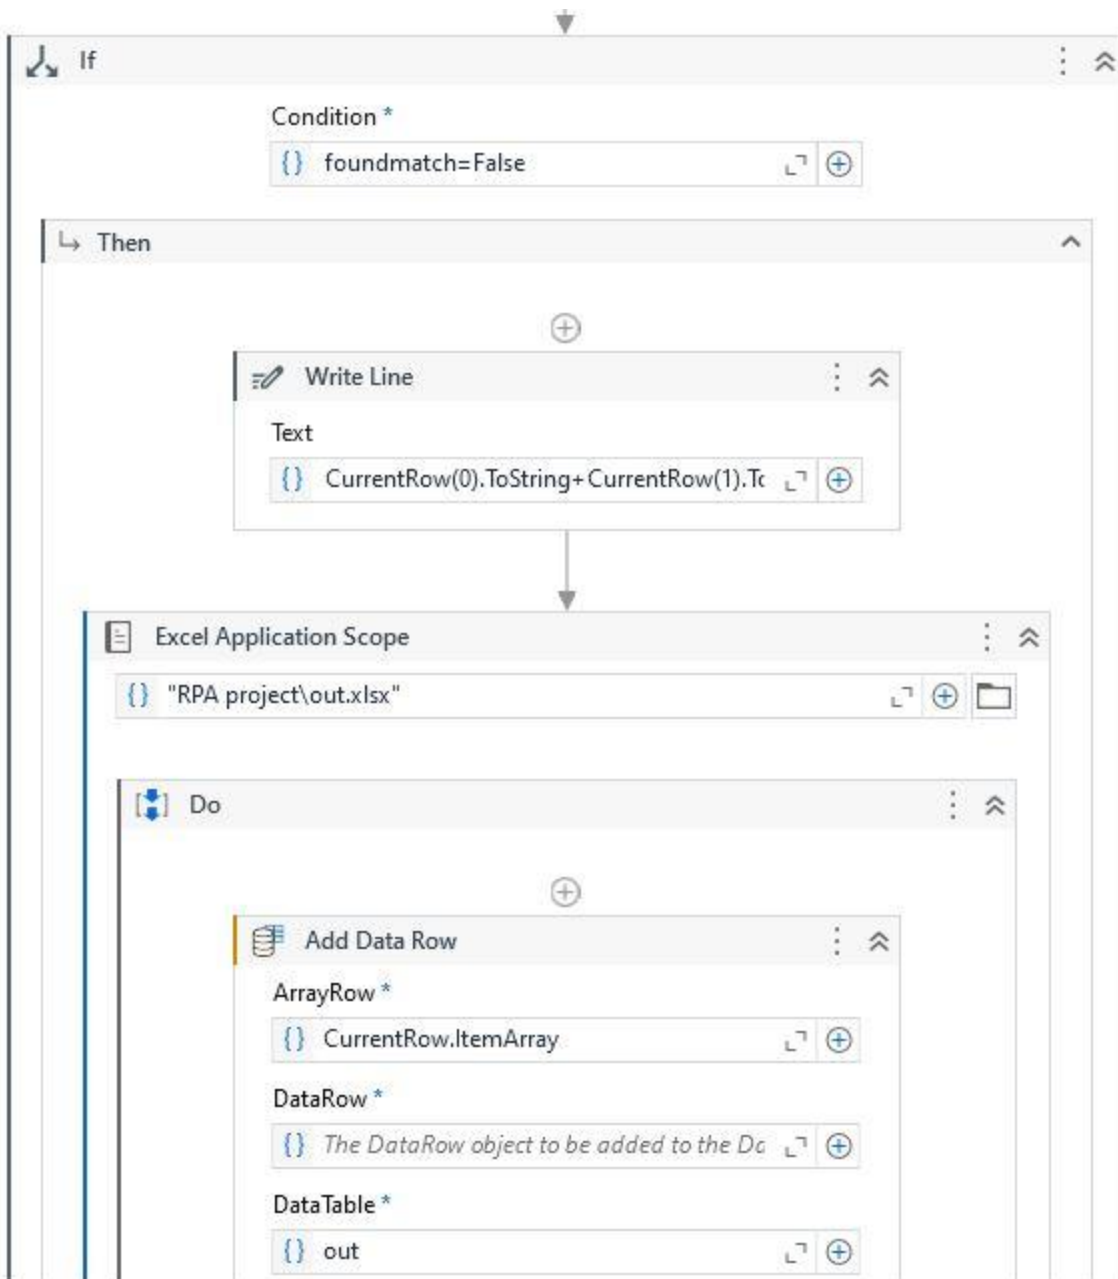 If
Condition *
{} foundmatch=False
Then
Write Line
Text
{} CurrentRow(0).ToString+CurrentRow(1).To
Excel Application Scope
{} "RPA project\out.xlsx"
Do
Add Data Row
ArrayRow *
{} CurrentRow.ItemArray
DataRow *
{} The DataRow object to be added to the Da
DataTable *
{} out